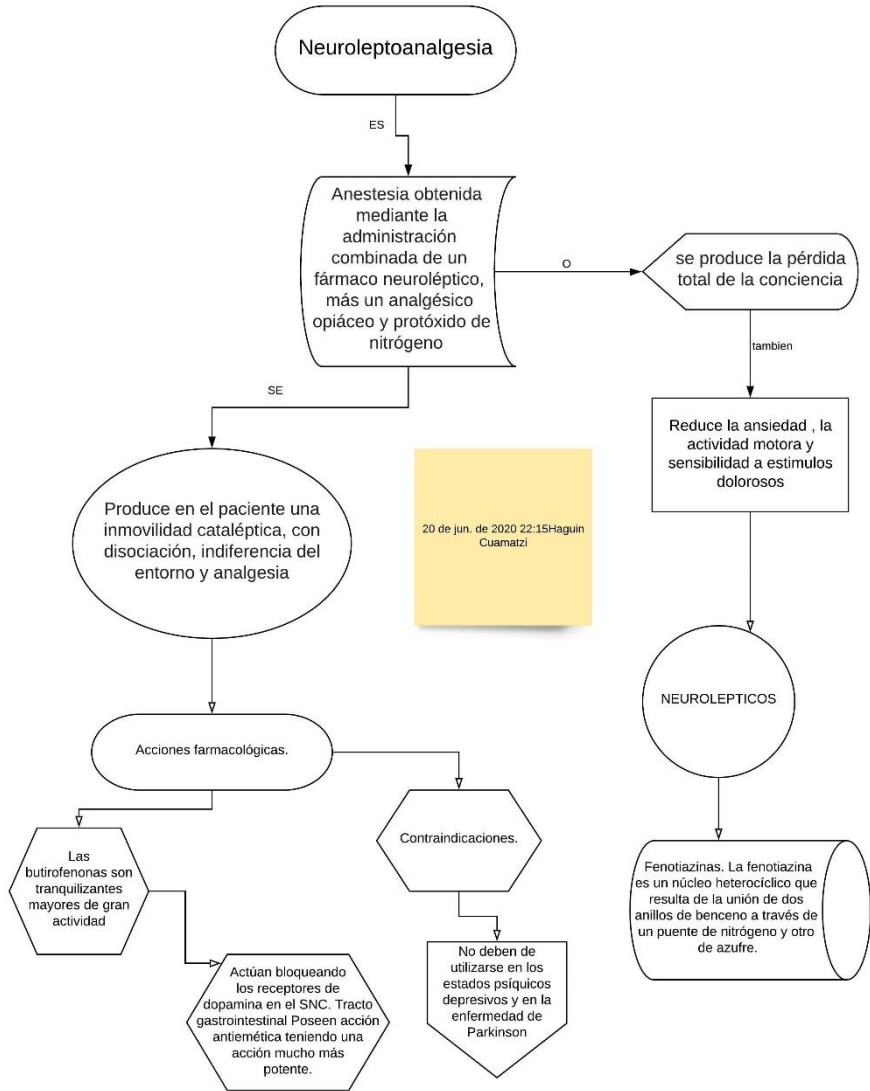 Neuroleptoanalgesia
ES
Anestesia obtenida
mediante la
administración
combinada de un
fármaco neuroléptico,
más un analgésico
opiáceo y protóxido de
nitrógeno
O
se produce la pérdida
total de la conciencia
tambien
Reduce la ansiedad , la
actividad motora y
sensibilidad a estimulos
dolorosos
SE
Produce en el paciente una
inmovilidad cataléptica, con
disociación, indiferencia del
entorno y analgesia
20 de jun. de 2020 22:15Haguin
Cuamatzi
NEUROLEPTICOS
Acciones farmacológicas.
Contraindicaciones.
Las
butirofenonas son
tranquilizantes
mayores de gran
actividad
Fenotiazinas. La fenotiazina
es un núcleo heterocíclico que
resulta de la unión de dos
anillos de benceno a través de
un puente de nitrógeno y otro
de azufre.
Actúan bloqueando
los receptores de
dopamina en el SNC. Tracto
gastrointestinal Poseen acción
antiemética teniendo una
acción mucho más
potente.
No deben de
utilizarse en los
estados psíquicos
depresivos y en la
enfermedad de
Parkinson